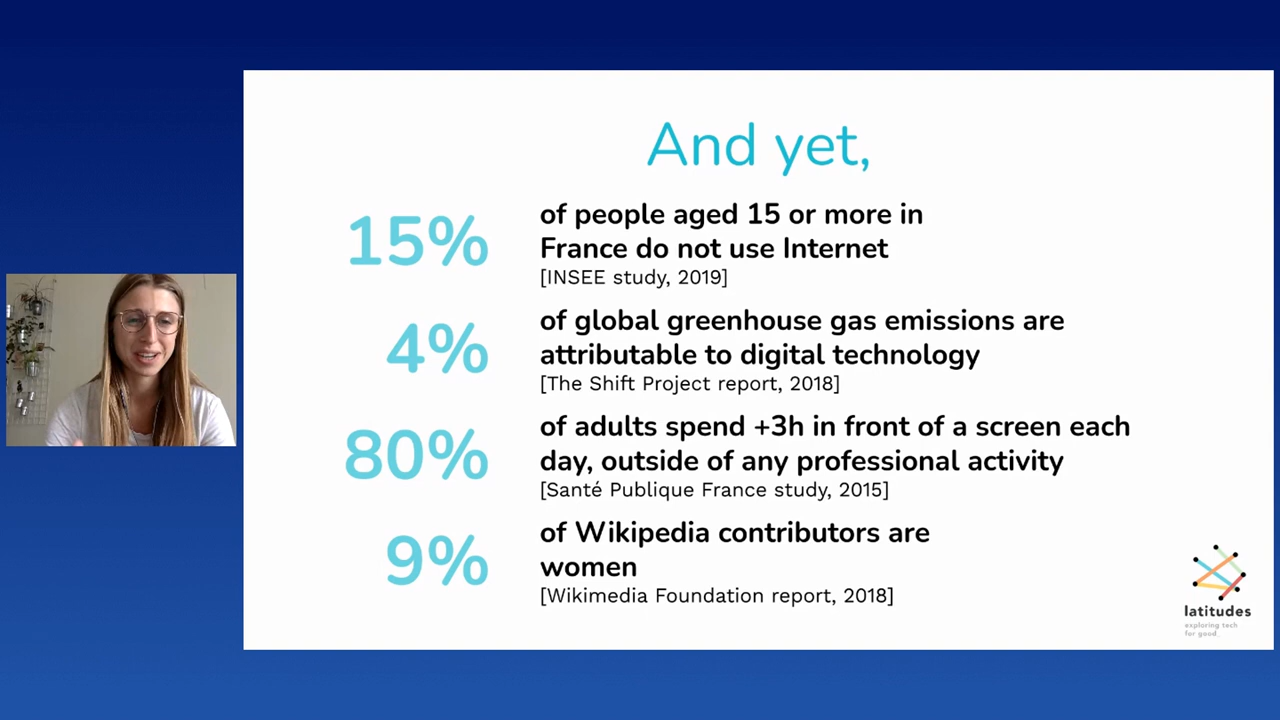 And yet,
15%
of people aged 15 or more in
France do not use Internet
[INSEE study, 2019]
4%
of global greenhouse gas emissions are
attributable to digital technology
[The Shift Project report, 2018]
80%
of adults spend +3h in front of a screen each
day, outside of any professional activity
[Santé Publique France study, 2015]
9%
of Wikipedia contributors are
women
[Wikimedia Foundation report, 2018]
latitudes
exploring tech
for good_